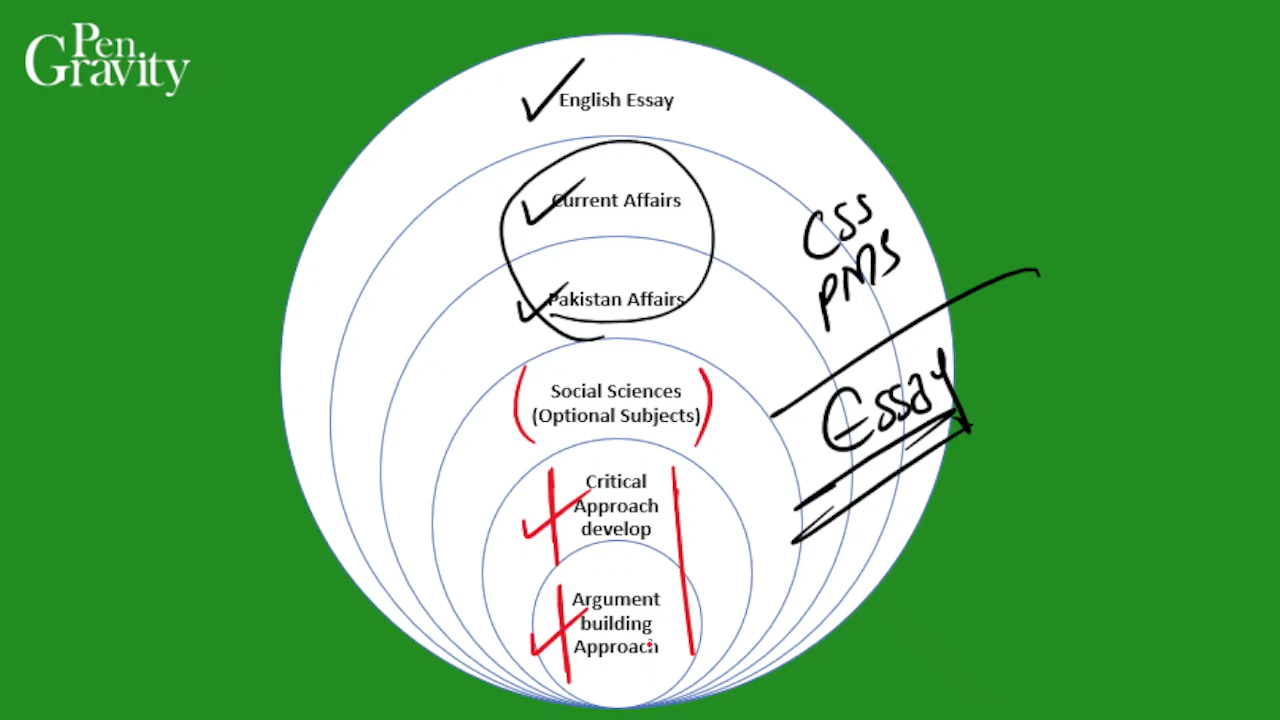 Pen
Gravity
English Essay
Current Affairs
Pakistan Affairs
Social Sciences
(Optional Subjects)
Critical
Approach
develop
Argument
building
Approach
CSS
PMS
Essay